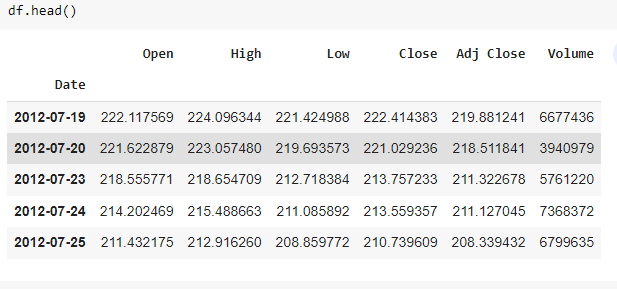 df.head()
Open High Low Close Adj Close Volume
Date
2012-07-19 222.117569 224.096344 221.424988 222.414383 219.881241 6677436
2012-07-20 221.622879 223.057480 219.693573 221.029236 218.511841 3940979
2012-07-23 218.555771 218.654709 212.718384 213.757233 211.322678 5761220
2012-07-24 214.202469 215.488663 211.085892 213.559357 211.127045 7368372
2012-07-25 211.432175 212.916260 208.859772 210.739609 208.339432 6799635